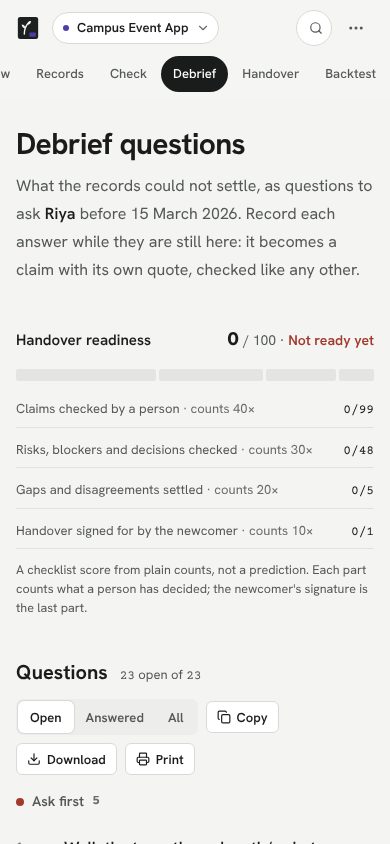 Campus Event App
w Records Check Debrief Handover Backtest
Debrief questions
What the records could not settle, as questions to
ask Riya before 15 March 2026. Record each
answer while they are still here: it becomes a
claim with its own quote, checked like any other.
Handover readiness 0 / 100 · Not ready yet
Claims checked by a person · counts 40× 0/99
Risks, blockers and decisions checked · counts 30× 0/48
Gaps and disagreements settled · counts 20× 0/5
Handover signed for by the newcomer · counts 10× 0/1
A checklist score from plain counts, not a prediction. Each part
counts what a person has decided; the newcomer's signature is
the last part.
Questions 23 open of 23
Open Answered All Copy
Download Print
Ask first 5